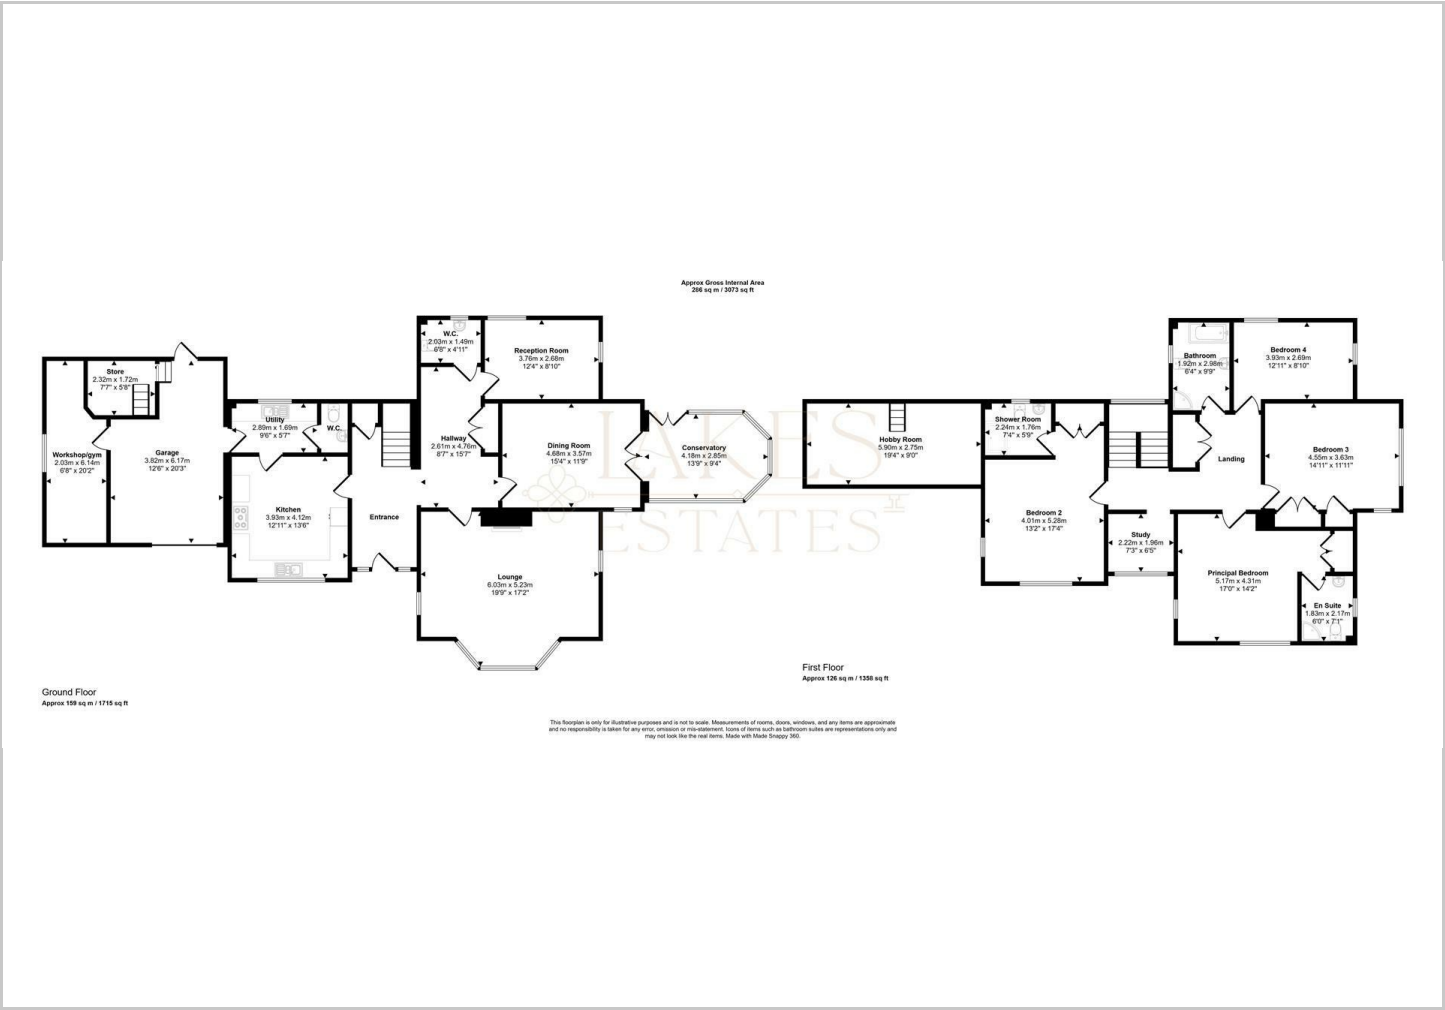 Approx Gross Internal Area
286 sq m / 3073 sq ft
W.C.
2.03m x 1.49m
6'8" x 4'11"
Reception Room
3.76m x 2.68m
12'4" x 8'10"
Store
2.32m x 1.72m
7'7" x 5'8"
Utility
2.89m x 1.69m
9'6" x 5'7"
W.C.
Workshop/gym
2.03m x 6.14m
6'8" x 20'2"
Garage
3.82m x 6.17m
12'6" x 20'3"
Hallway
2.61m x 4.76m
8'7" x 15'7"
Dining Room
4.68m x 3.57m
15'4" x 11'9"
Conservatory
4.18m x 2.85m
13'9" x 9'4"
Kitchen
3.93m x 4.12m
12'11" x 13'6"
Entrance
Lounge
6.03m x 5.23m
19'9" x 17'2"
Ground Floor
Approx 159 sq m / 1715 sq ft
LAKES
ESTATES
Bathroom
1.92m x 2.98m
6'4" x 9'9"
Bedroom 4
3.93m x 2.69m
12'11" x 8'10"
Hobby Room
5.90m x 2.75m
19'4" x 9'0"
Shower Room
2.24m x 1.76m
7'4" x 5'9"
Landing
Bedroom 3
4.55m x 3.63m
14'11" x 11'11"
Bedroom 2
4.01m x 5.28m
13'2" x 17'4"
Study
2.22m x 1.96m
7'3" x 6'5"
Principal Bedroom
5.17m x 4.31m
17'0" x 14'2"
En Suite
1.83m x 2.17m
6'0" x 7'1"
First Floor
Approx 126 sq m / 1358 sq ft
This floorplan is only for illustrative purposes and is not to scale. Measurements of rooms, doors, windows, and any items are approximate
and no responsibility is taken for any error, omission or mis-statement. Icons of items such as bathroom suites are representations only and
may not look like the real items. Made with Made Snappy 360.